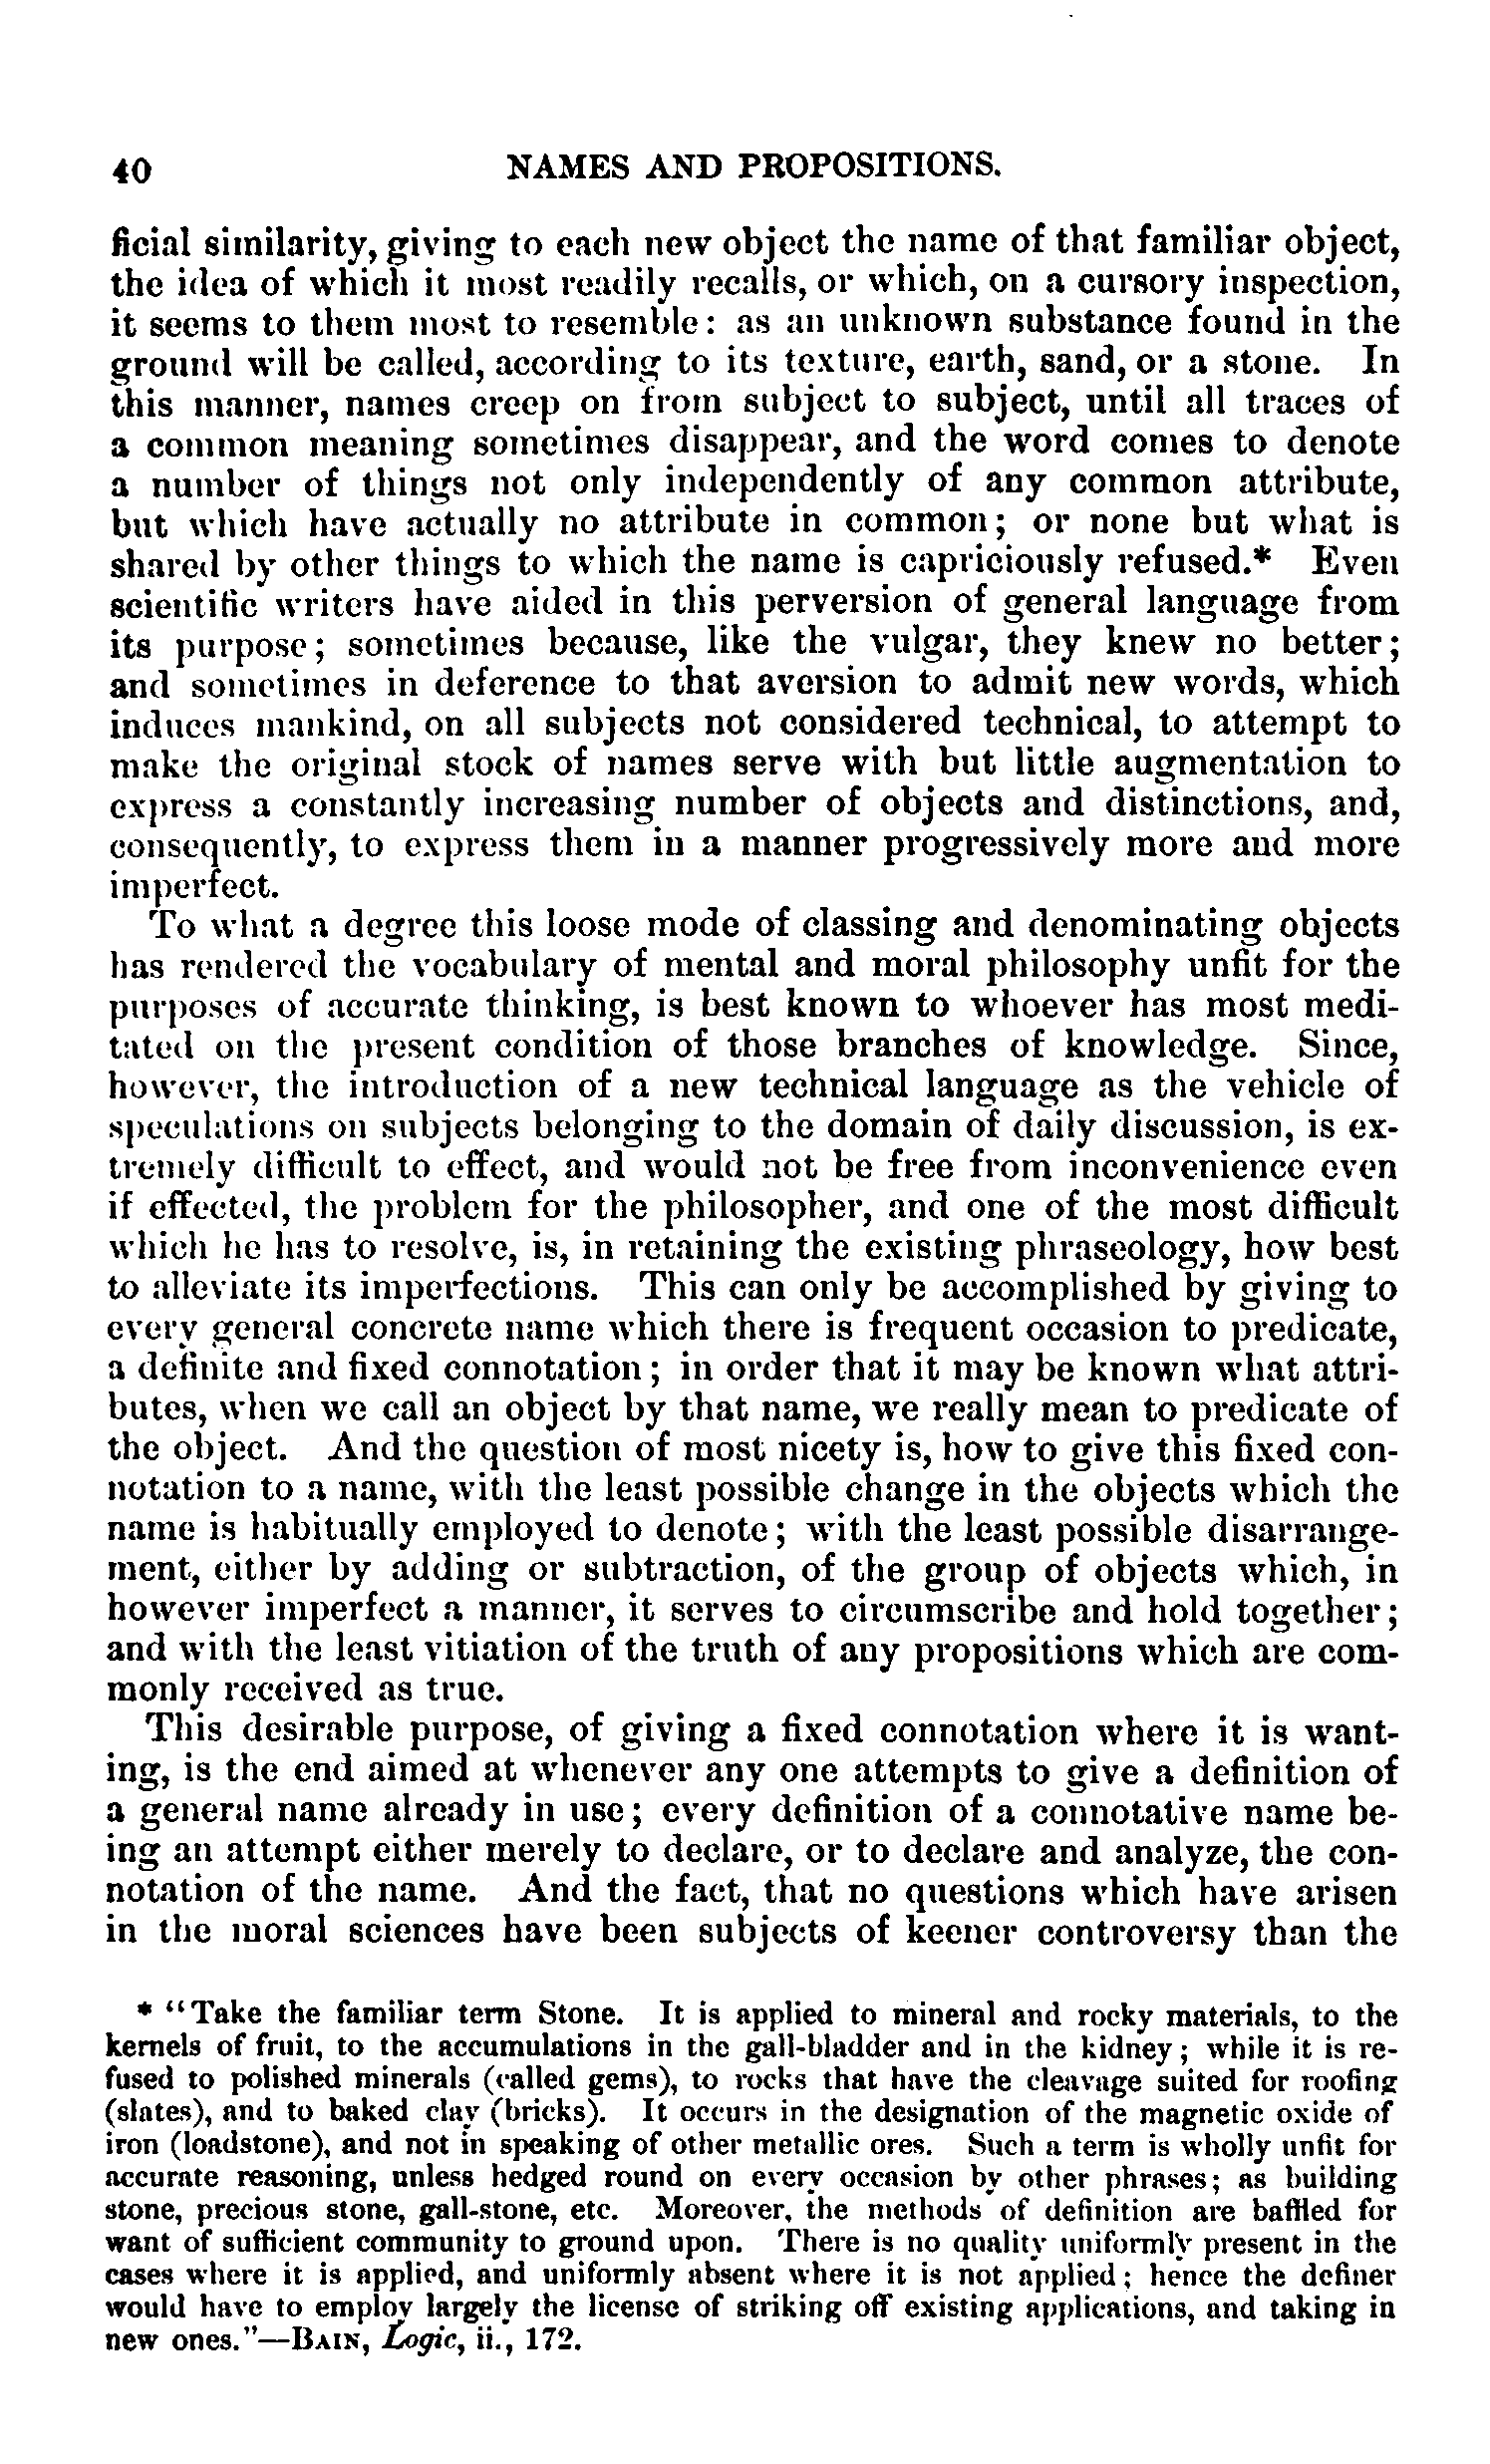 40 NAMES AND PROPOSITIONS.
ficial similarity, giving to each new object the name of that familiar object,
the idea of which it most readily recalls, or which, on a cursory inspection,
it seems to them most to resemble: as an unknown substance found in the
ground will be called, according to its texture, earth, sand, or a stone. In
this manner, names creep on from subject to subject, until all traces of
a common meaning sometimes disappear, and the word comes to denote
a number of things not only independently of any common attribute,
but which have actually no attribute in common; or none but what is
shared by other things to which the name is capriciously refused.* Even
scientific writers have aided in this perversion of general language from
its purpose; sometimes because, like the vulgar, they knew no better;
and sometimes in deference to that aversion to admit new words, which
induces mankind, on all subjects not considered technical, to attempt to
make the original stock of names serve with but little augmentation to
express a constantly increasing number of objects and distinctions, and,
consequently, to express them in a manner progressively more and more
imperfect.
To what a degree this loose mode of classing and denominating objects
has rendered the vocabulary of mental and moral philosophy unfit for the
purposes of accurate thinking, is best known to whoever has most medi-
tated on the present condition of those branches of knowledge. Since,
however, the introduction of a new technical language as the vehicle of
speculations on subjects belonging to the domain of daily discussion, is ex-
tremely difficult to effect, and would not be free from inconvenience even
if effected, the problem for the philosopher, and one of the most difficult
which he has to resolve, is, in retaining the existing phraseology, how best
to alleviate its imperfections. This can only be accomplished by giving to
every general concrete name which there is frequent occasion to predicate,
a definite and fixed connotation; in order that it may be known what attri-
butes, when we call an object by that name, we really mean to predicate of
the object. And the question of most nicety is, how to give this fixed con-
notation to a name, with the least possible change in the objects which the
name is habitually employed to denote; with the least possible disarrange-
ment, either by adding or subtraction, of the group of objects which, in
however imperfect a manner, it serves to circumscribe and hold together;
and with the least vitiation of the truth of any propositions which are com-
monly received as true.
This desirable purpose, of giving a fixed connotation where it is want-
ing, is the end aimed at whenever any one attempts to give a definition of
a general name already in use; every definition of a connotative name be-
ing an attempt either merely to declare, or to declare and analyze, the con-
notation of the name. And the fact, that no questions which have arisen
in the moral sciences have been subjects of keener controversy than the
* "Take the familiar term Stone. It is applied to mineral and rocky materials, to the
kernels of fruit, to the accumulations in the gall-bladder and in the kidney; while it is re-
fused to polished minerals (called gems), to rocks that have the cleavage suited for roofing
(slates), and to baked clay (bricks). It occurs in the designation of the magnetic oxide of
iron (loadstone), and not in speaking of other metallic ores. Such a term is wholly unfit for
accurate reasoning, unless hedged round on every occasion by other phrases; as building
stone, precious stone, gall-stone, etc. Moreover, the methods of definition are baffled for
want of sufficient community to ground upon. There is no quality uniformly present in the
cases where it is applied, and uniformly absent where it is not applied; hence the definer
would have to employ largely the license of striking off existing applications, and taking in
new ones."—BAIN, Logic, ii., 172.